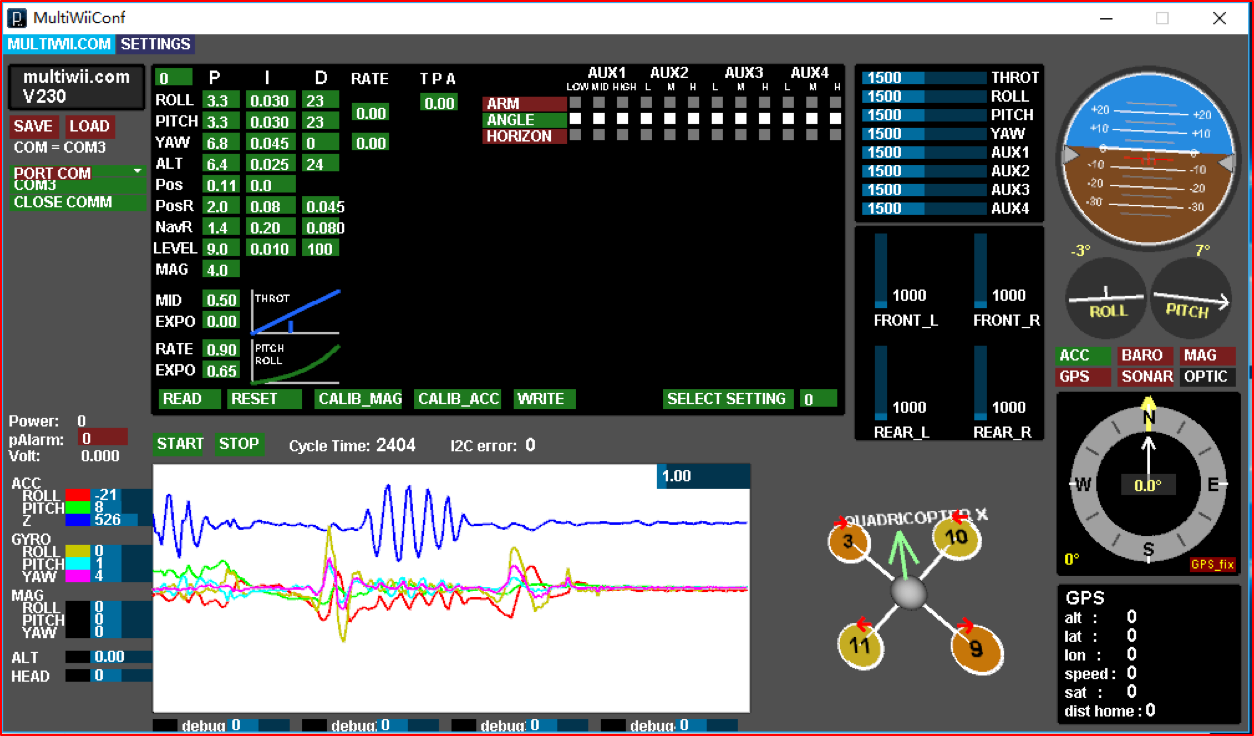 MultiWiiConf
MULTIWII.COM SETTINGS
multiwii.com
V230
SAVE LOAD
COM = COM3
PORT COM
COM3
CLOSE COMM
0 P I D RATE T P A
ROLL 3.3 0.030 23 0.00 0.00
PITCH 3.3 0.030 23
YAW 6.8 0.045 0 0.00
ALT 6.4 0.025 24
Pos 0.11 0.0
PosR 2.0 0.08 0.045
NavR 1.4 0.20 0.080
LEVEL 9.0 0.010 100
MAG 4.0
MID 0.50
EXPO 0.00
THROT
RATE 0.90
EXPO 0.65
PITCH
ROLL
AUX1 AUX2 AUX3 AUX4
LOW MID HIGH L M H L M H L M H
ARM
ANGLE
HORIZON
READ RESET CALIB_MAG CALIB_ACC WRITE SELECT SETTING 0
1500 THROT
1500 ROLL
1500 PITCH
1500 YAW
1500 AUX1
1500 AUX2
1500 AUX3
1500 AUX4
1000 1000
FRONT_L FRONT_R
1000 1000
REAR_L REAR_R
+20 +20
+10 +10
0 0
-10 -10
-20 -20
-30 -30
-3° 7°
ROLL PITCH
ACC BARO MAG
GPS SONAR OPTIC
N
W 0.0° E
S
0° GPS_fix
Power: 0
pAlarm: 0
Volt: 0.000
START STOP Cycle Time: 2404 I2C error: 0
1.00
ACC
ROLL -21
PITCH 8
Z 526
GYRO
ROLL 0
PITCH 1
YAW 4
MAG
ROLL 0
PITCH 0
YAW 0
ALT 0.00
HEAD 0
debug 0 debug: 0 debug: 0 debug: 0
QUADRICOPTER X
3 10
11 9
GPS
alt : 0
lat : 0
lon : 0
speed : 0
sat : 0
dist home : 0